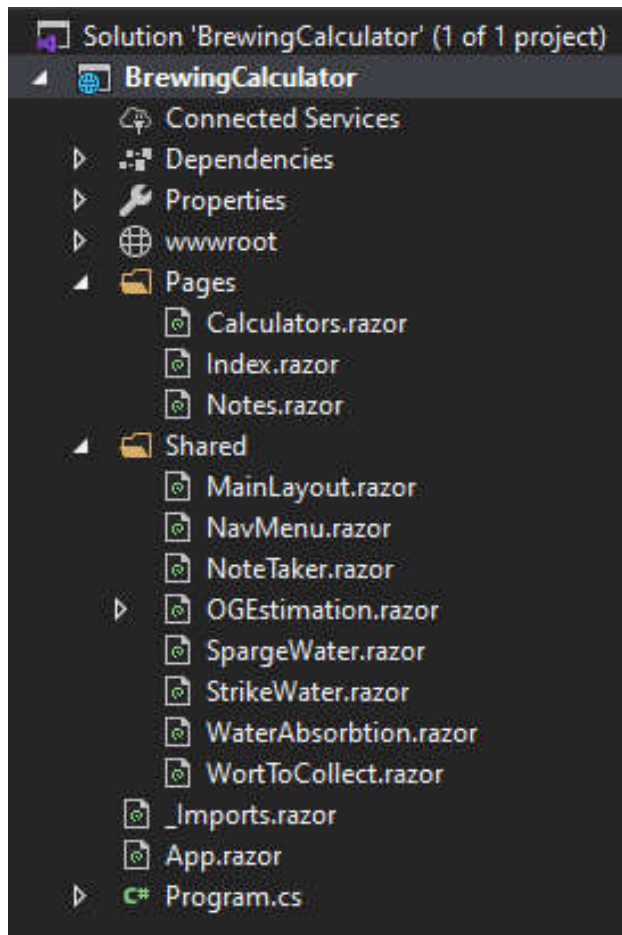 Solution 'BrewingCalculator' (1 of 1 project)
BrewingCalculator
Connected Services
Dependencies
Properties
wwwroot
Pages
Calculators.razor
Index.razor
Notes.razor
Shared
MainLayout.razor
NavMenu.razor
NoteTaker.razor
OGEstimation.razor
SpargeWater.razor
StrikeWater.razor
WaterAbsorbtion.razor
WortToCollect.razor
_Imports.razor
App.razor
C# Program.cs